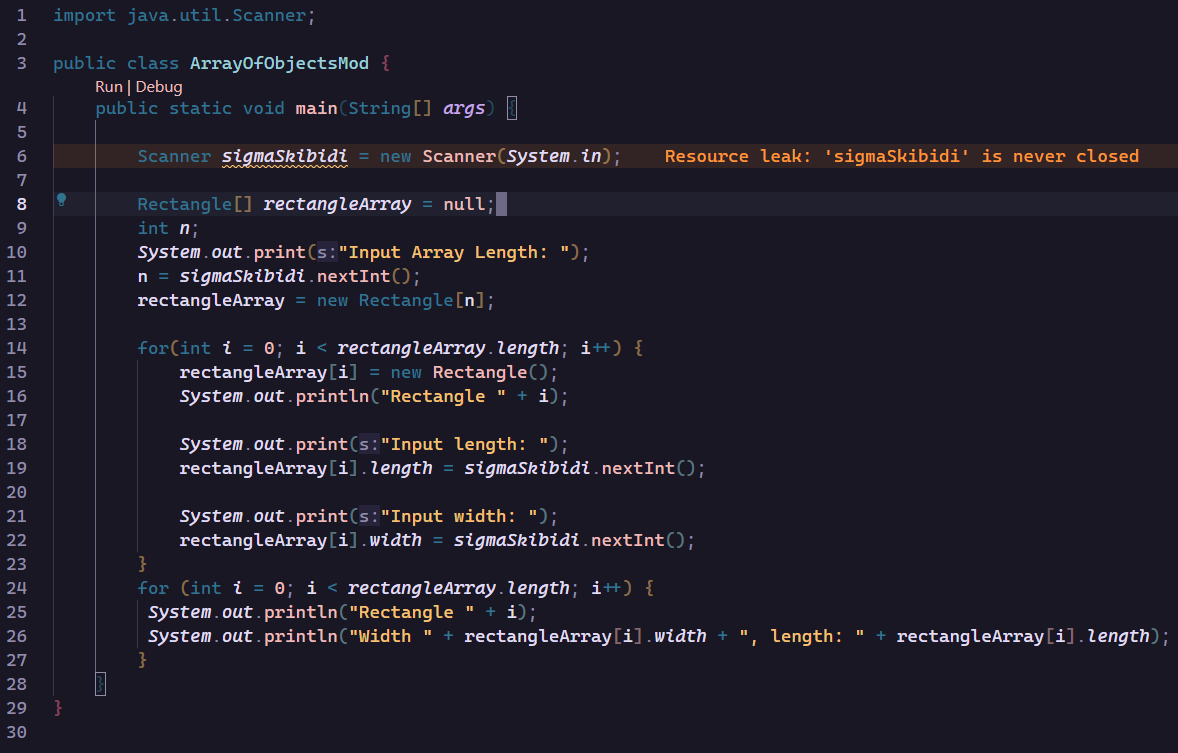 1 import java.util.Scanner;
2
3 public class ArrayOfObjectsMod {
Run | Debug
4 public static void main(String[] args) {
5
6 Scanner sigmaSkibidi = new Scanner(System.in); Resource leak: 'sigmaSkibidi' is never closed
7
8 Rectangle[] rectangleArray = null;
9 int n;
10 System.out.print(s:"Input Array Length: ");
11 n = sigmaSkibidi.nextInt();
12 rectangleArray = new Rectangle[n];
13
14 for(int i = 0; i < rectangleArray.length; i++) {
15 rectangleArray[i] = new Rectangle();
16 System.out.println("Rectangle " + i);
17
18 System.out.print(s:"Input length: ");
19 rectangleArray[i].length = sigmaSkibidi.nextInt();
20
21 System.out.print(s:"Input width: ");
22 rectangleArray[i].width = sigmaSkibidi.nextInt();
23 }
24 for (int i = 0; i < rectangleArray.length; i++) {
25 System.out.println("Rectangle " + i);
26 System.out.println("Width " + rectangleArray[i].width + ", length: " + rectangleArray[i].length);
27 }
28 }
29 }
30